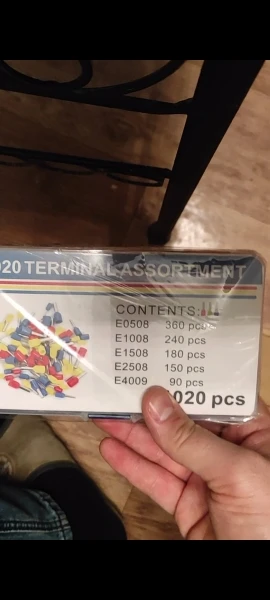 020 TERMINAL ASSORTMENT
CONTENTS:
E0508 360 pcs
E1008 240 pcs
E1508 180 pcs
E2508 150 pcs
E4009 90 pcs
020 pcs